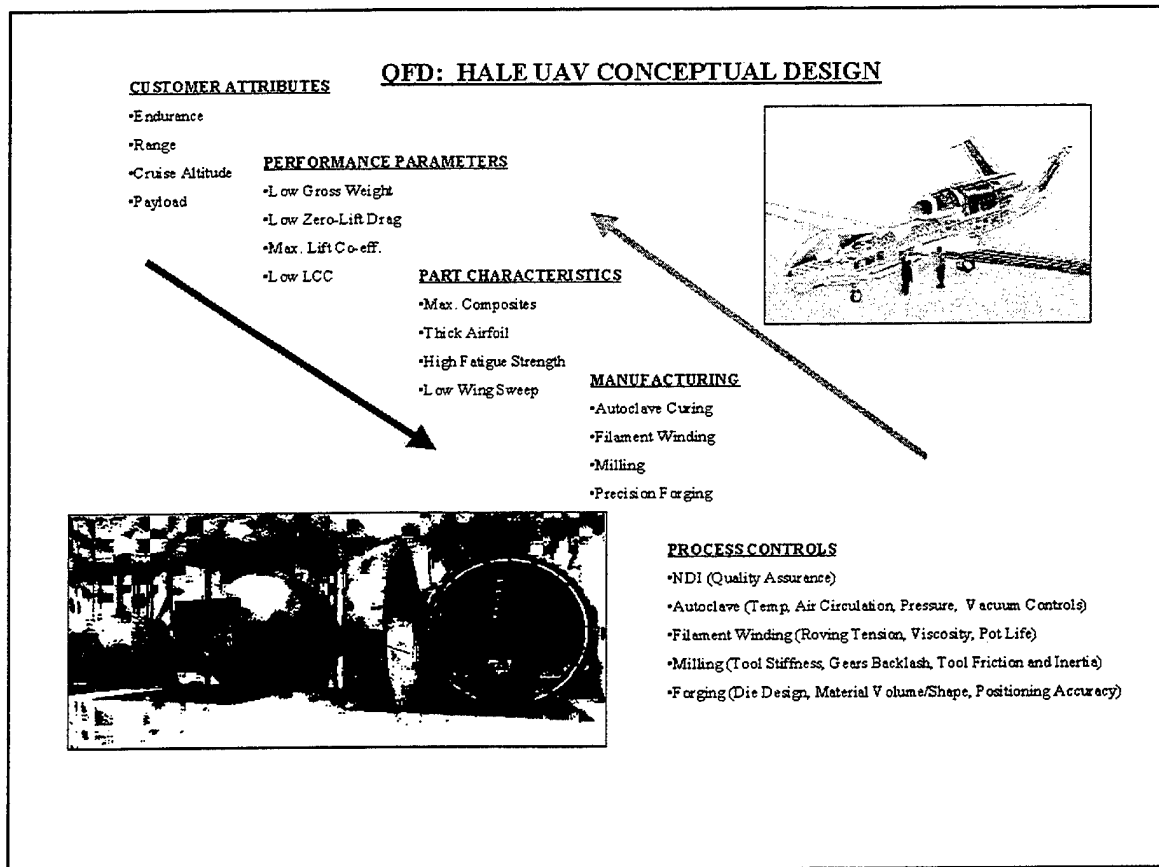 QFD: HALE UAV CONCEPTUAL DESIGN
CUSTOMER ATTRIBUTES
•Endurance
•Range
•Cruise Altitude
•Payload
PERFORMANCE PARAMETERS
•Low Gross Weight
•Low Zero-Lift Drag
•Max. Lift Co-eff.
•Low LCC
PART CHARACTERISTICS
•Max. Composites
•Thick Airfoil
•High Fatigue Strength
•Low Wing Sweep
MANUFACTURING
•Autoclave Curing
•Filament Winding
•Milling
•Precision Forging
PROCESS CONTROLS
•NDI (Quality Assurance)
•Autoclave (Temp, Air Circulation, Pressure, Vacuum Controls)
•Filament Winding (Roving Tension, Viscosity, Pot Life)
•Milling (Tool Stiffness, Gears Backlash, Tool Friction and Inertia)
•Forging (Die Design, Material Volume/Shape, Positioning Accuracy)